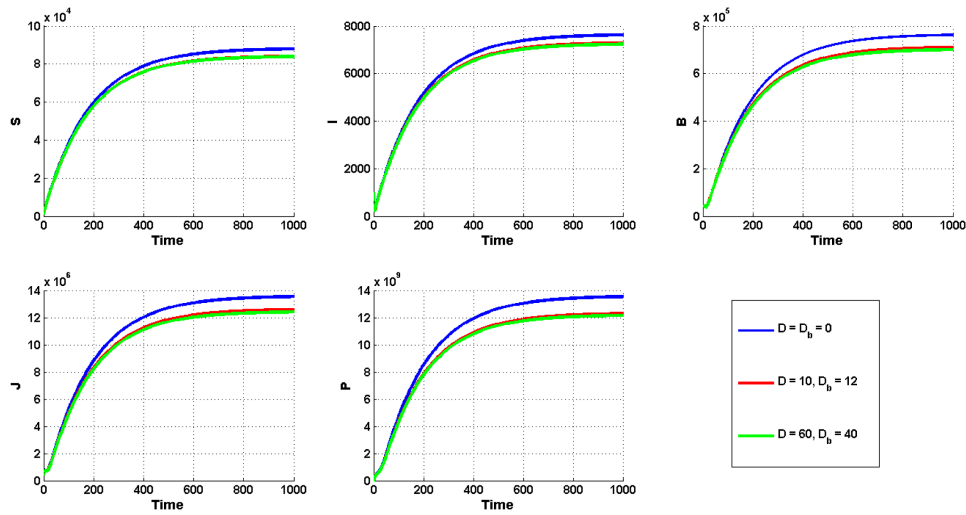 x 10^4
10
8
6
4
2
0
S
0 200 400 600 800 1000
Time
8000
6000
4000
2000
0
I
0 200 400 600 800 1000
Time
x 10^5
8
6
4
2
0
B
0 200 400 600 800 1000
Time
x 10^6
14
12
10
8
6
4
2
0
J
0 200 400 600 800 1000
Time
x 10^9
14
12
10
8
6
4
2
0
P
0 200 400 600 800 1000
Time
D = D_b = 0
D = 10, D_b = 12
D = 60, D_b = 40